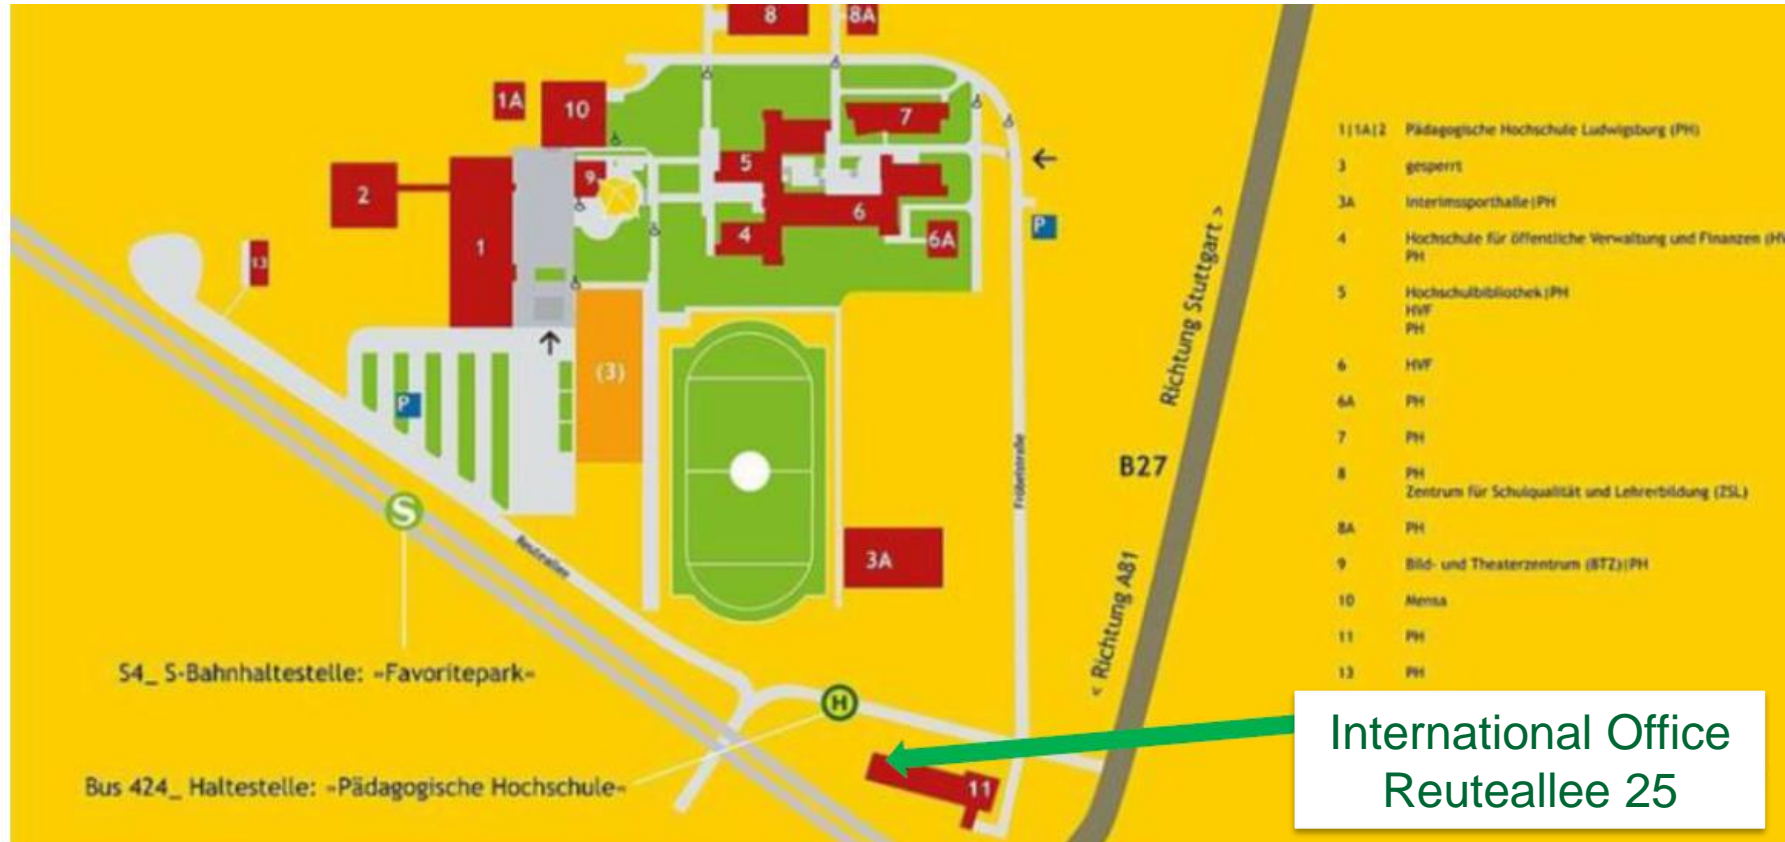 8
8A
1A
10
7
5
9
2
6
4
6A
1
13
P
(3)
P
S
Reuteallee
3A
Fröbelstraße
B27
Richtung Stuttgart >
< Richtung A81
S4_ S-Bahnhaltestelle: »Favoritepark«
H
Bus 424_ Haltestelle: »Pädagogische Hochschule«
11
1|1A|2 Pädagogische Hochschule Ludwigsburg (PH)
3 gesperrt
3A Interimssporthalle|PH
4 Hochschule für öffentliche Verwaltung und Finanzen (HV
PH
5 Hochschulbibliothek|PH
HVF
PH
6 HVF
6A PH
7 PH
8 PH
Zentrum für Schulqualität und Lehrerbildung (ZSL)
8A PH
9 Bild- und Theaterzentrum (BTZ)|PH
10 Mensa
11 PH
13 PH
International Office
Reuteallee 25